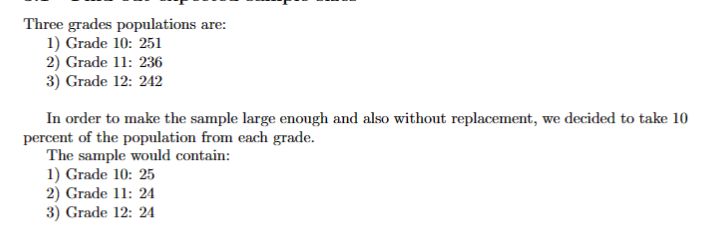 Three grades populations are:
1) Grade 10: 251
2) Grade 11: 236
3) Grade 12: 242
In order to make the sample large enough and also without replacement, we decided to take 10
percent of the population from each grade.
The sample would contain:
1) Grade 10: 25
2) Grade 11: 24
3) Grade 12: 24